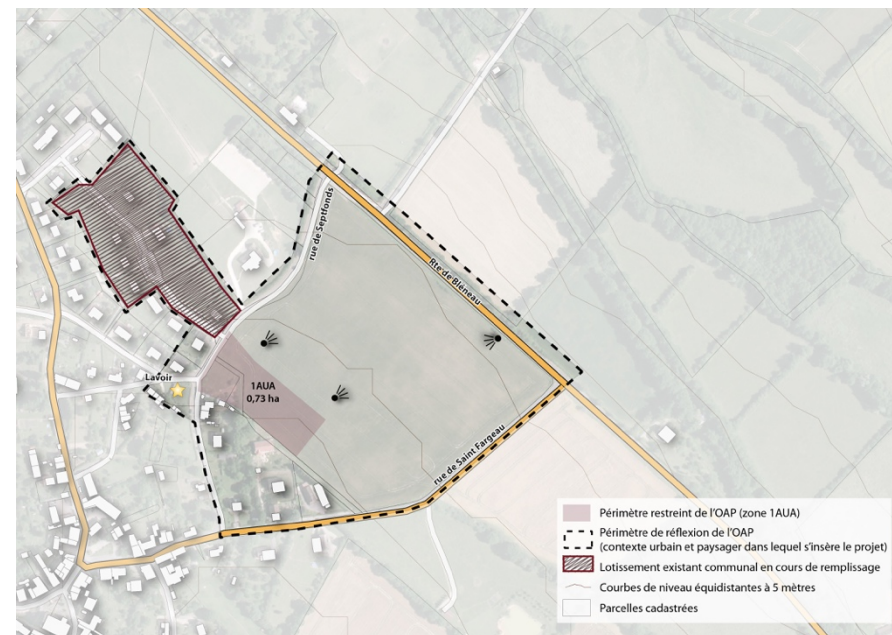 rue de Septfonds
Rte de Bléneau
Lavoir
1AUA
0,73 ha
rue de Saint Fargeau
Périmètre restreint de l'OAP (zone 1AUA)
Périmètre de réflexion de l'OAP
(contexte urbain et paysager dans lequel s'insère le projet)
Lotissement existant communal en cours de remplissage
Courbes de niveau équidistantes à 5 mètres
Parcelles cadastrées